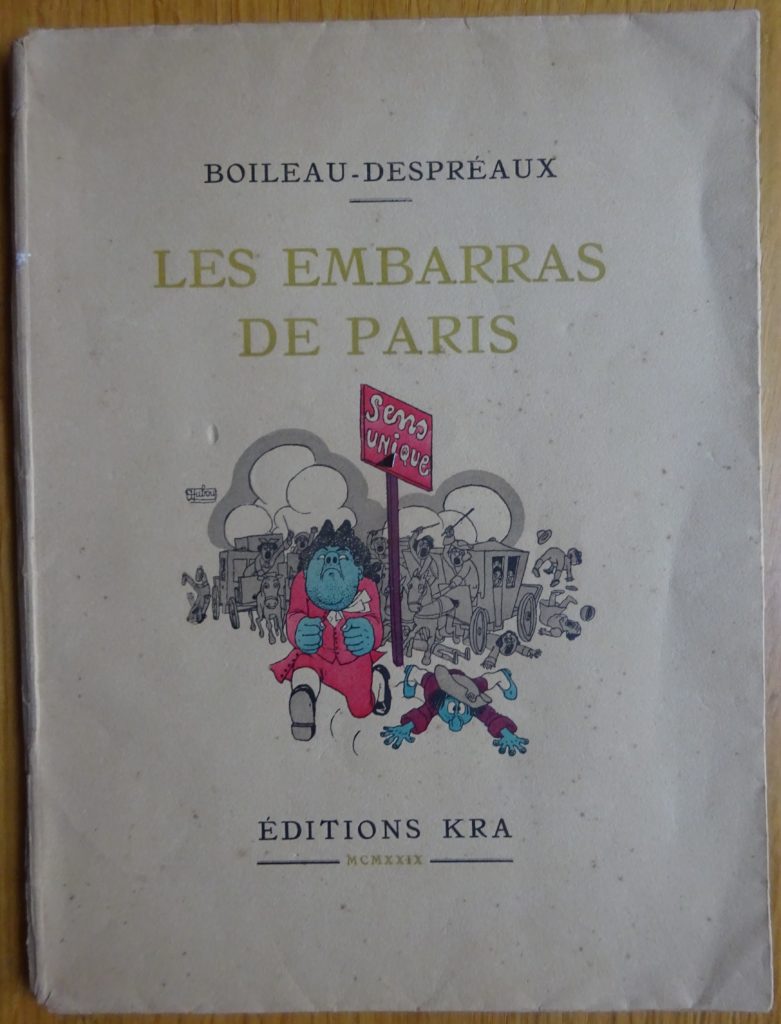 BOILEAU-DESPRÉAUX
LES EMBARRAS
DE PARIS
Sens
UNiQUE
ÉDITIONS KRA
MCMXXIX